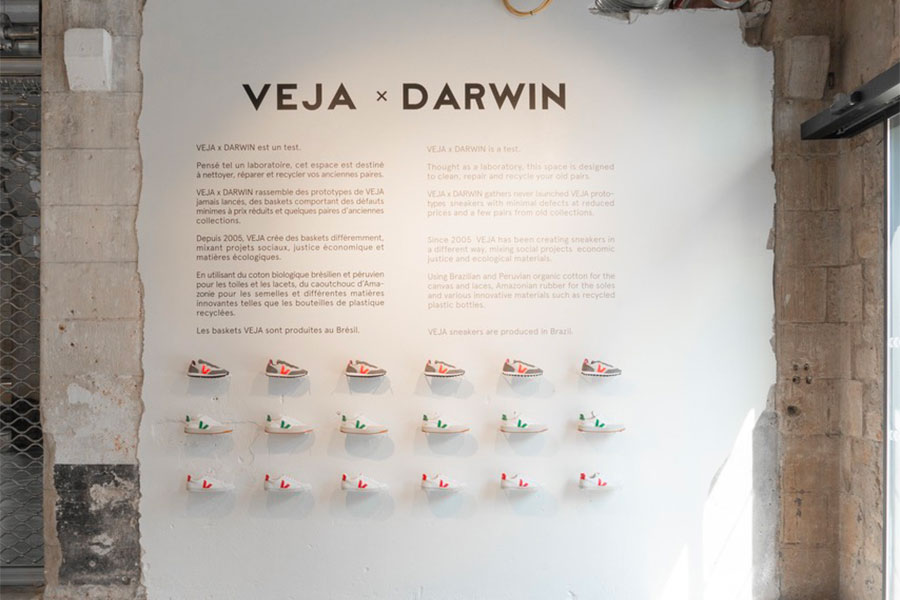 VEJA × DARWIN
VEJA x DARWIN est un test.
Pensé tel un laboratoire, cet espace est destiné
à nettoyer, réparer et recycler vos anciennes paires.
VEJA x DARWIN rassemble des prototypes de VEJA
jamais lancés, des baskets comportant des défauts
minimes à prix réduits et quelques paires d'anciennes
collections.
Depuis 2005, VEJA crée des baskets différemment,
mixant projets sociaux, justice économique et
matières écologiques.
En utilisant du coton biologique brésilien et péruvien
pour les toiles et les lacets, du caoutchouc d'Ama-
zonie pour les semelles et différentes matières
innovantes telles que les bouteilles de plastique
recyclées.
Les baskets VEJA sont produites au Brésil.
VEJA x DARWIN is a test.
Thought as a laboratory, this space is designed
to clean, repair and recycle your old pairs.
VEJA x DARWIN gathers never launched VEJA proto-
types sneakers with minimal defects at reduced
prices and a few pairs from old collections.
Since 2005 VEJA has been creating sneakers in
a different way, mixing social projects economic
justice and ecological materials.
Using Brazilian and Peruvian organic cotton for the
canvas and laces, Amazonian rubber for the soles
and various innovative materials such as recycled
plastic bottles.
VEJA sneakers are produced in Brazil.